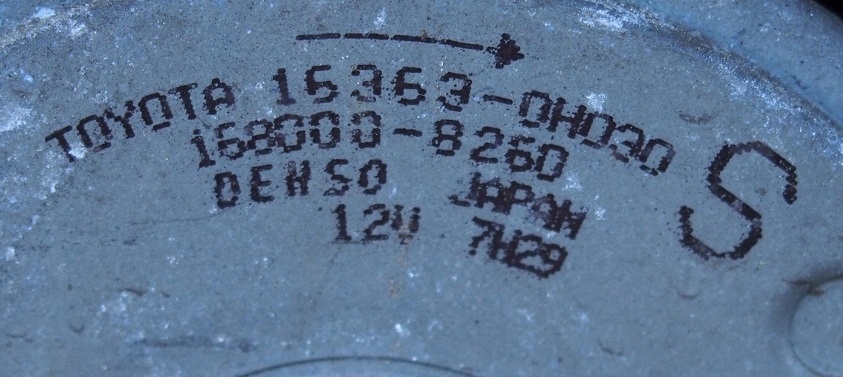 TOYOTA 16363-0H030
168000-8260
DENSO JAPAN
12V 7H29
S